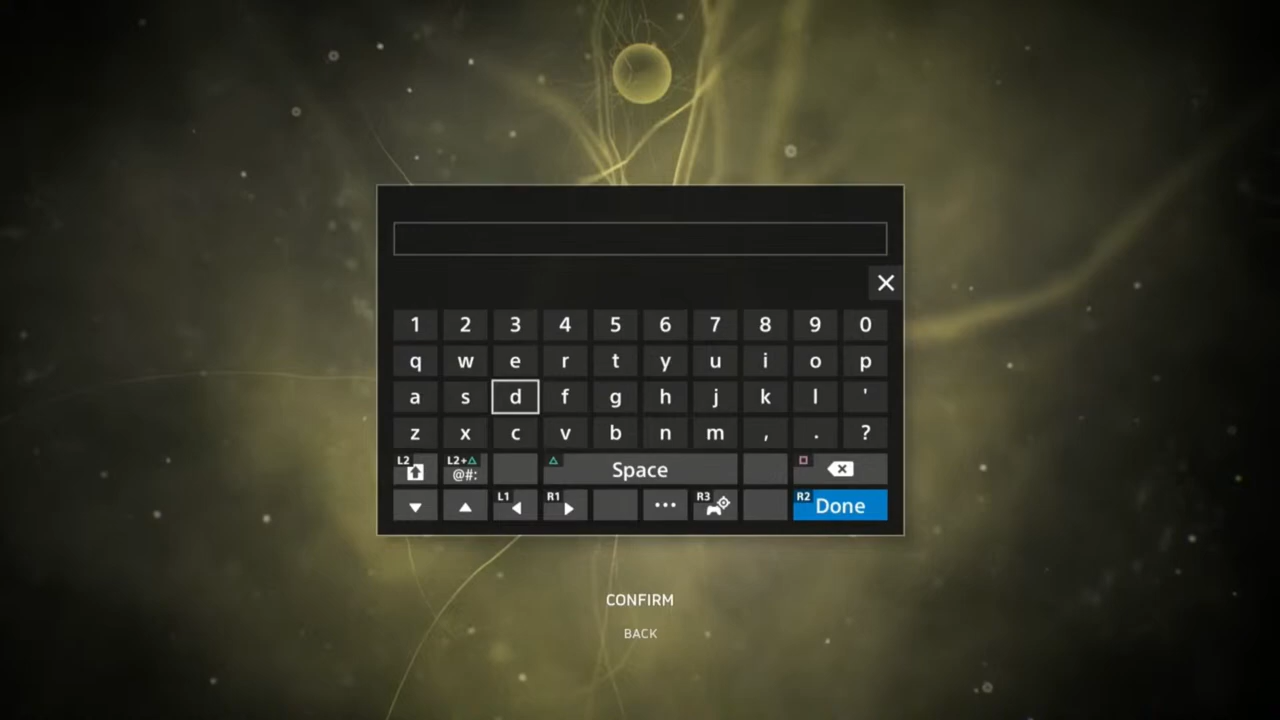 1 2 3 4 5 6 7 8 9 0
q w e r t y u i o p
a s d f g h j k l '
z x c v b n m , . ?
L2 L2+△ @#: △ Space □
L1 R1 ... R3 R2 Done
CONFIRM
BACK